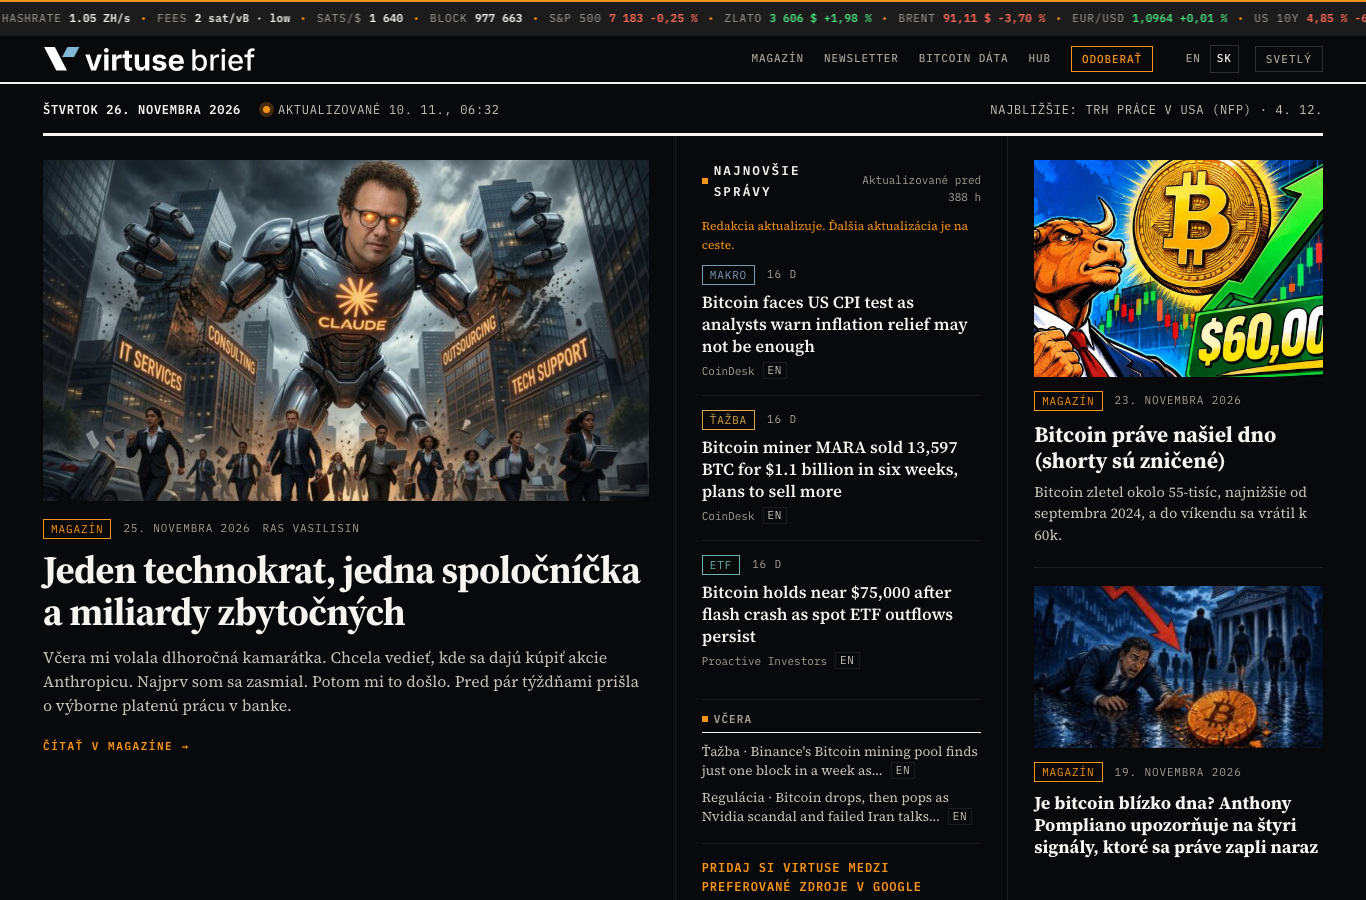 HASHRATE 1.05 ZH/s • FEES 2 sat/vB · low • SATS/$ 1 640 • BLOCK 977 663 • S&P 500 7 183 -0,25 % • ZLATO 3 606 $ +1,98 % • BRENT 91,11 $ -3,70 % • EUR/USD 1,0964 +0,01 % • US 10Y 4,85 %
virtuse brief
MAGAZÍN NEWSLETTER BITCOIN DÁTA HUB ODOBERAŤ EN SK SVETLÝ
ŠTVRTOK 26. NOVEMBRA 2026 AKTUALIZOVANÉ 10. 11., 06:32 NAJBLIŽŠIE: TRH PRÁCE V USA (NFP) · 4. 12.
IT SERVICES
CONSULTING
CLAUDE
OUTSOURCING
TECH SUPPORT
MAGAZÍN 25. NOVEMBRA 2026 RAS VASILISIN
Jeden technokrat, jedna spoločníčka
a miliardy zbytočných
Včera mi volala dlhoročná kamarátka. Chcela vedieť, kde sa dajú kúpiť akcie
Anthropicu. Najprv som sa zasmial. Potom mi to došlo. Pred pár týždňami prišla
o výborne platenú prácu v banke.
ČÍTAŤ V MAGAZÍNE →
NAJNOVŠIE
SPRÁVY
Aktualizované pred
388 h
Redakcia aktualizuje. Ďalšia aktualizácia je na
ceste.
MAKRO 16 D
Bitcoin faces US CPI test as
analysts warn inflation relief may
not be enough
CoinDesk EN
ŤAŽBA 16 D
Bitcoin miner MARA sold 13,597
BTC for $1.1 billion in six weeks,
plans to sell more
CoinDesk EN
ETF 16 D
Bitcoin holds near $75,000 after
flash crash as spot ETF outflows
persist
Proactive Investors EN
VČERA
Ťažba · Binance's Bitcoin mining pool finds
just one block in a week as... EN
Regulácia · Bitcoin drops, then pops as
Nvidia scandal and failed Iran talks... EN
PRIDAJ SI VIRTUSE MEDZI
PREFEROVANÉ ZDROJE V GOOGLE
$60,00
MAGAZÍN 23. NOVEMBRA 2026
Bitcoin práve našiel dno
(shorty sú zničené)
Bitcoin zletel okolo 55-tisíc, najnižšie od
septembra 2024, a do víkendu sa vrátil k
60k.
MAGAZÍN 19. NOVEMBRA 2026
Je bitcoin blízko dna? Anthony
Pompliano upozorňuje na štyri
signály, ktoré sa práve zapli naraz